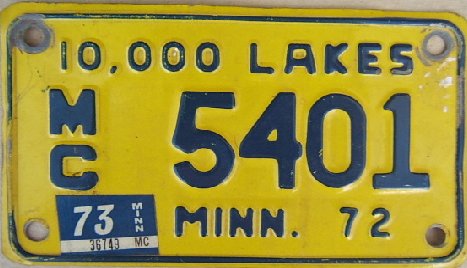 10,000 LAKES
MC 5401
73 MINN
36749 MC
MINN. 72